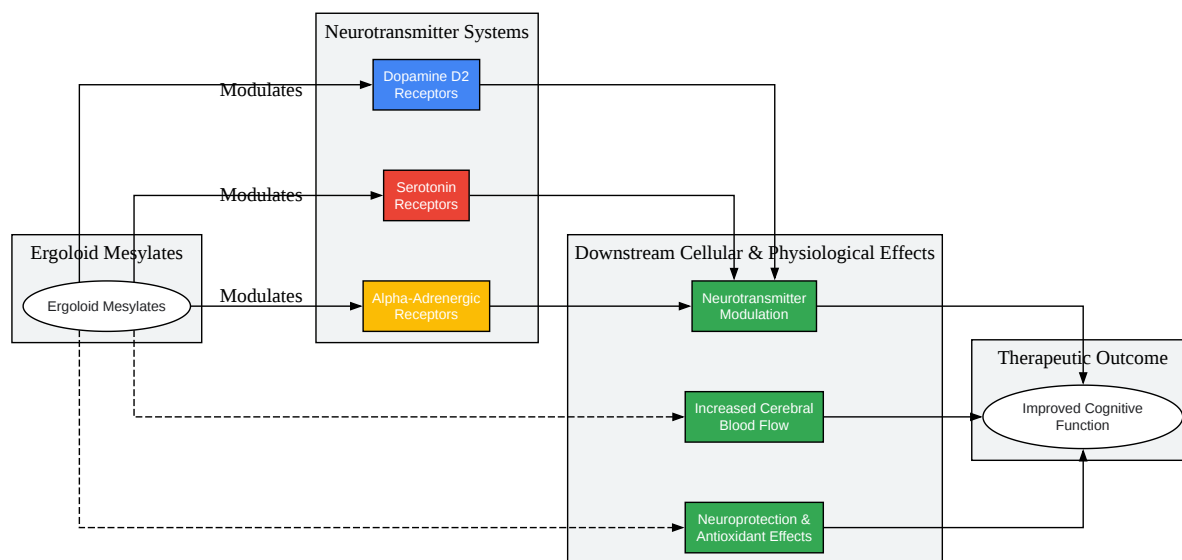 Neurotransmitter Systems
Dopamine D2
Receptors
Modulates
Serotonin
Receptors
Modulates
Ergoloid Mesylates
Ergoloid Mesylates
Modulates
Alpha-Adrenergic
Receptors
Downstream Cellular & Physiological Effects
Neurotransmitter
Modulation
Increased Cerebral
Blood Flow
Neuroprotection &
Antioxidant Effects
Therapeutic Outcome
Improved Cognitive
Function